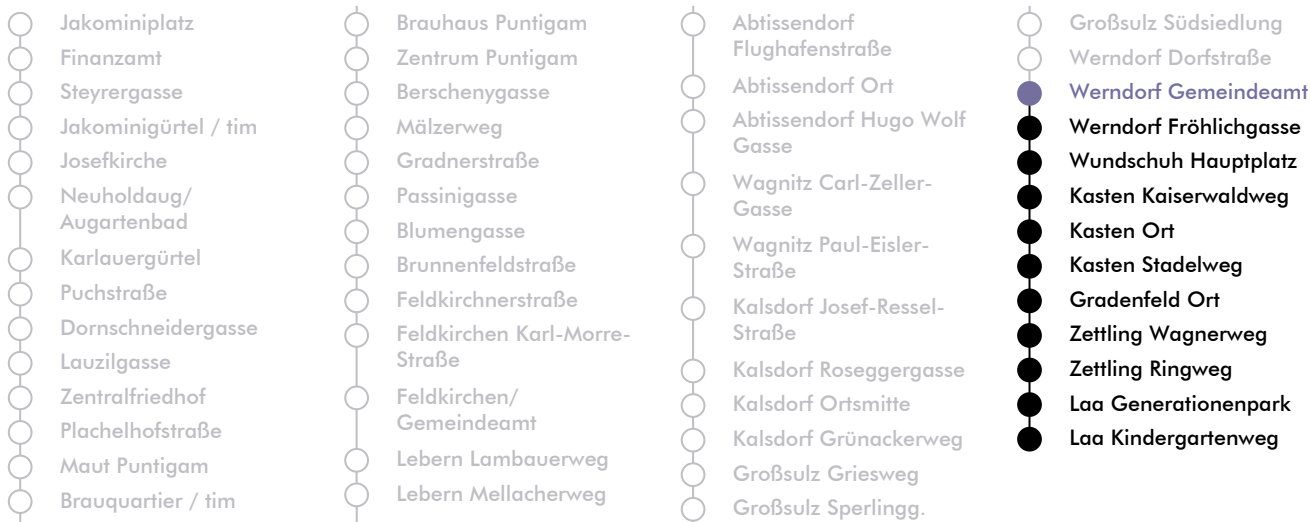 Jakominiplatz
Finanzamt
Steyrergasse
Jakominigürtel / tim
Josefkirche
Neuholdaug/
Augartenbad
Karlauergürtel
Puchstraße
Dornschneidergasse
Lauzilgasse
Zentralfriedhof
Plachelhofstraße
Maut Puntigam
Brauquartier / tim
Brauhaus Puntigam
Zentrum Puntigam
Berschenygasse
Mälzerweg
Gradnerstraße
Passinigasse
Blumengasse
Brunnenfeldstraße
Feldkirchnerstraße
Feldkirchen Karl-Morre-
Straße
Feldkirchen/
Gemeindeamt
Lebern Lambauerweg
Lebern Mellacherweg
Abtissendorf
Flughafenstraße
Abtissendorf Ort
Abtissendorf Hugo Wolf
Gasse
Wagnitz Carl-Zeller-
Gasse
Wagnitz Paul-Eisler-
Straße
Kalsdorf Josef-Ressel-
Straße
Kalsdorf Roseggergasse
Kalsdorf Ortsmitte
Kalsdorf Grünackerweg
Großsulz Griesweg
Großsulz Sperlingg.
Großsulz Südsiedlung
Werndorf Dorfstraße
Werndorf Gemeindeamt
Werndorf Fröhlichgasse
Wundschuh Hauptplatz
Kasten Kaiserwaldweg
Kasten Ort
Kasten Stadelweg
Gradenfeld Ort
Zettling Wagnerweg
Zettling Ringweg
Laa Generationenpark
Laa Kindergartenweg